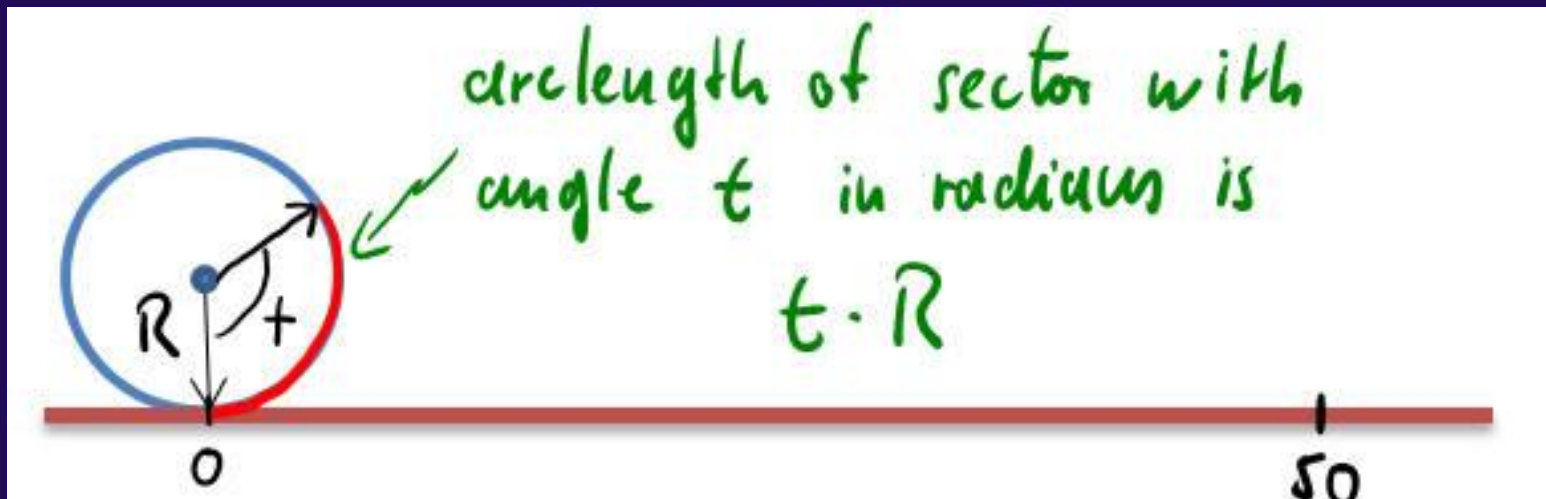 arclength of sector with
angle t in radians is
t · R
R t
0 50